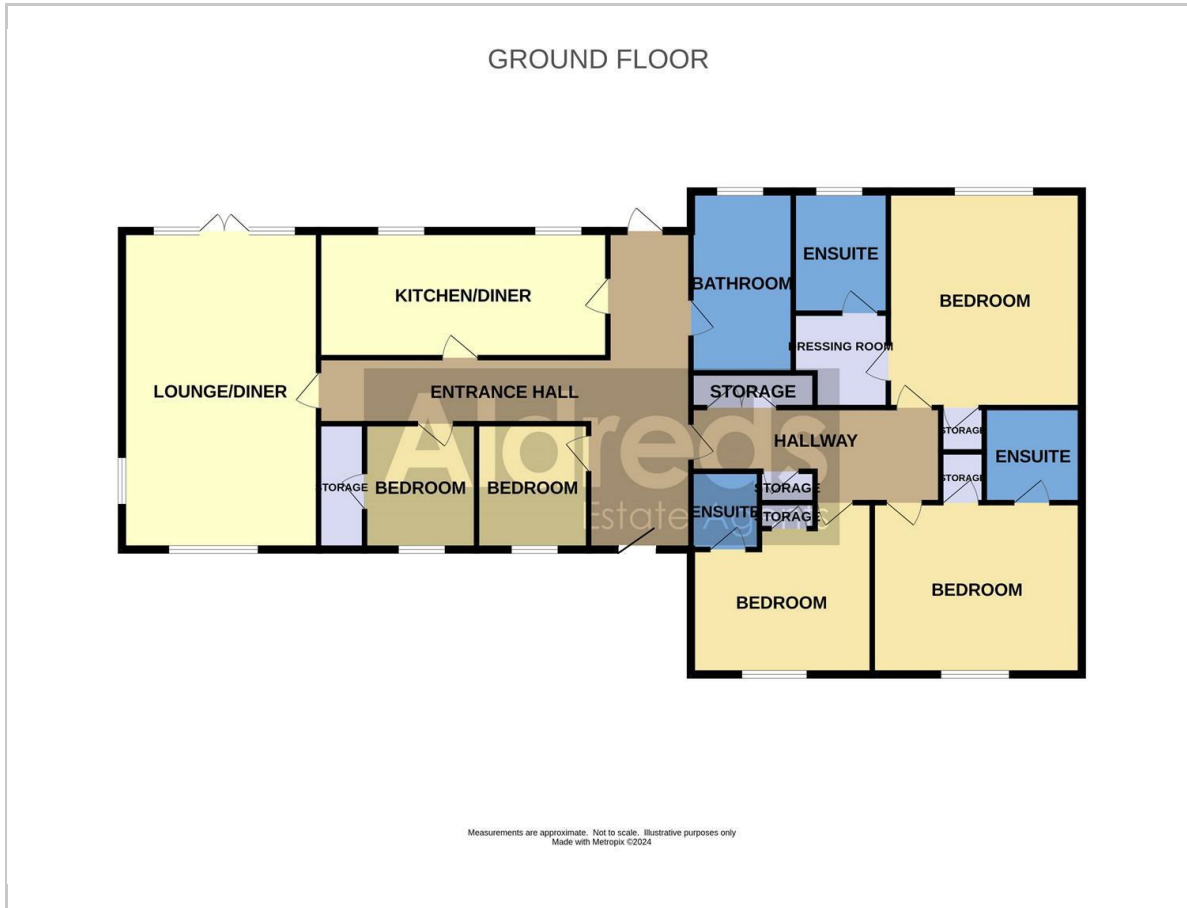 GROUND FLOOR
ENSUITE
BATHROOM
KITCHEN/DINER
BEDROOM
DRESSING ROOM
LOUNGE/DINER
ENTRANCE HALL
STORAGE
Aldreds
HALLWAY
STORAGE
ENSUITE
STORAGE
BEDROOM
BEDROOM
STORAGE
STORAGE
ENSUITE
Estate Agents
STORAGE
BEDROOM
BEDROOM
Measurements are approximate. Not to scale. Illustrative purposes only
Made with Metropix ©2024